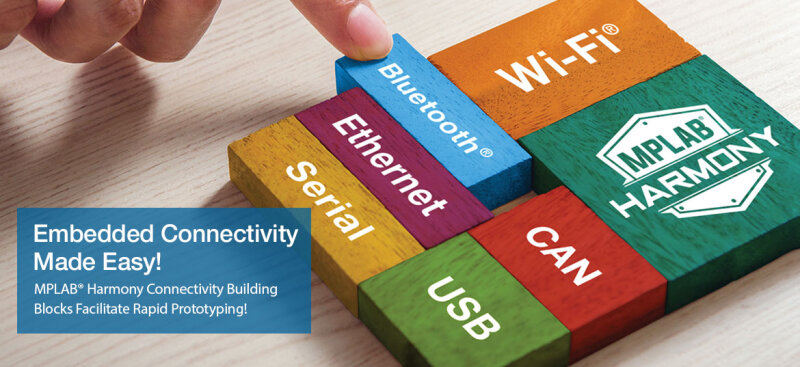 Wi-Fi®
Bluetooth®
Ethernet
Serial
MPLAB®
HARMONY
CAN
USB
Embedded Connectivity
Made Easy!
MPLAB® Harmony Connectivity Building
Blocks Facilitate Rapid Prototyping!